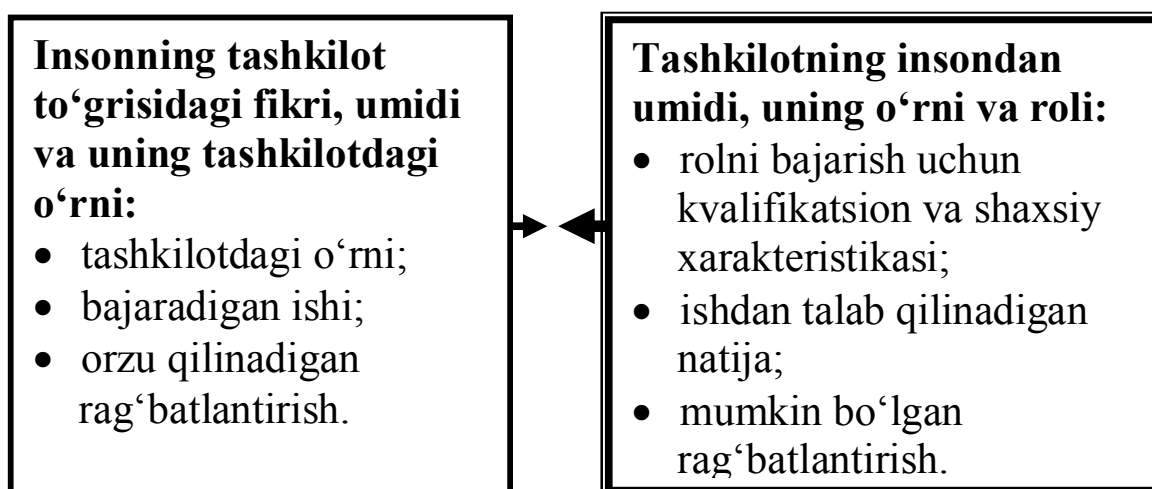 Insonning tashkilot
to‘grisidagi fikri, umidi
va uning tashkilotdagi
o‘rni:
• tashkilotdagi o‘rni;
• bajaradigan ishi;
• orzu qilinadigan
rag‘batlantirish.
Tashkilotning insondan
umidi, uning o‘rni va roli:
• rolni bajarish uchun
kvalifikatsion va shaxsiy
xarakteristikasi;
• ishdan talab qilinadigan
natija;
• mumkin bo‘lgan
rag‘batlantirish.